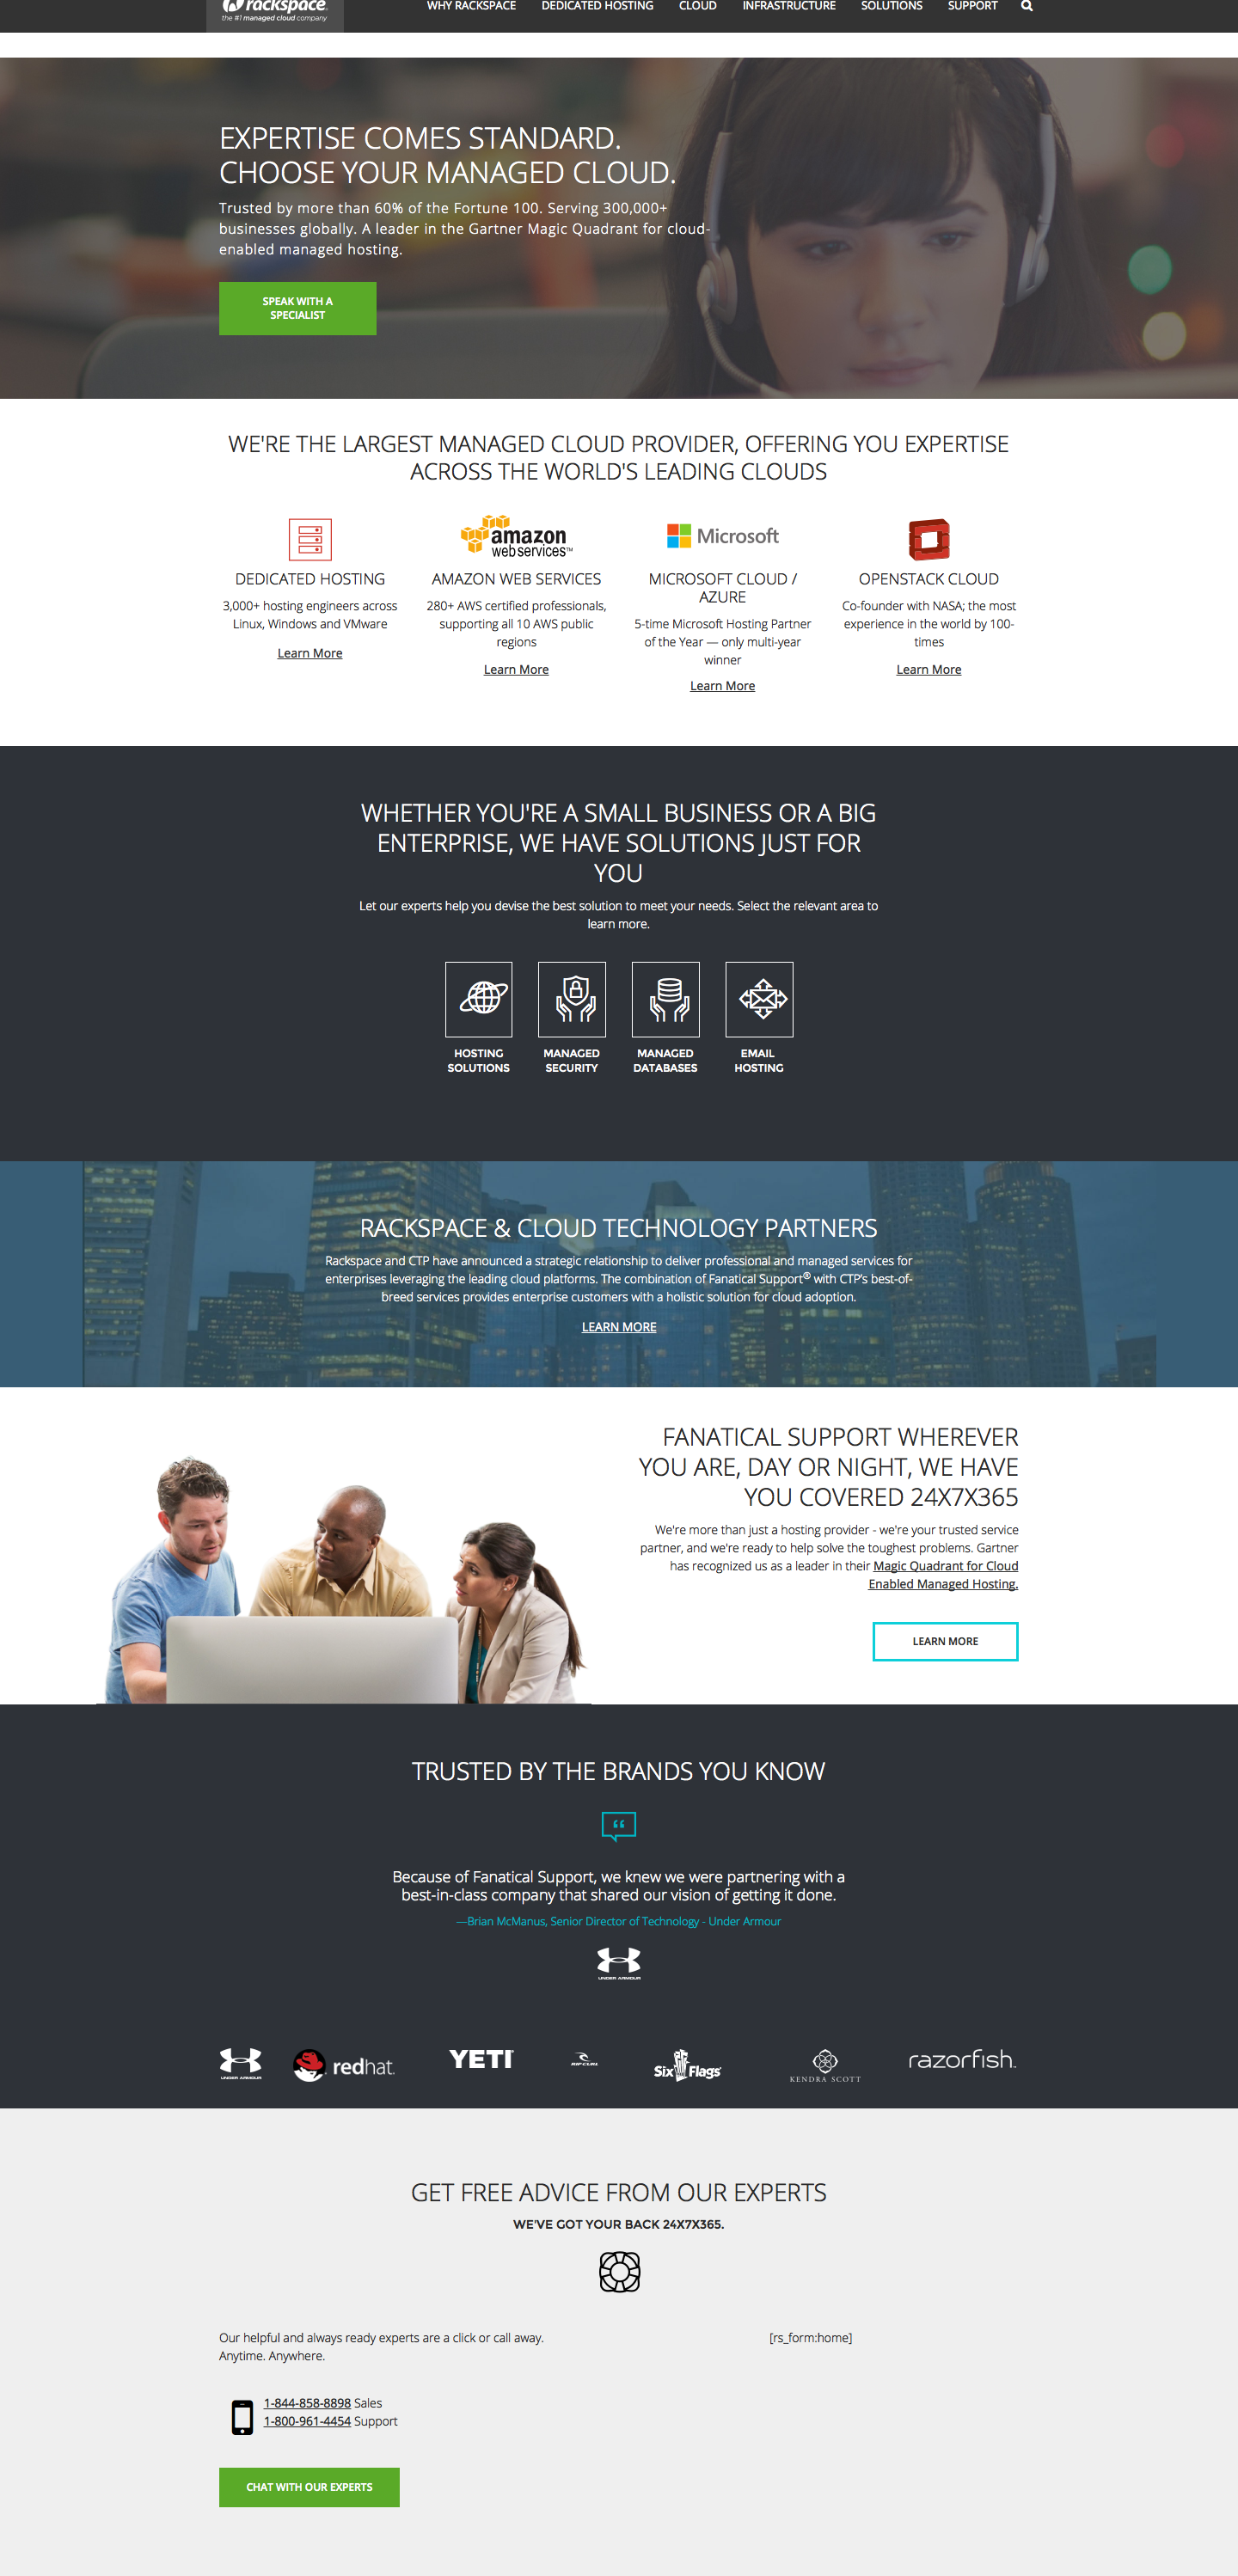 rackspace.
the #1 managed cloud company
WHY RACKSPACE
DEDICATED HOSTING
CLOUD
INFRASTRUCTURE
SOLUTIONS
SUPPORT
EXPERTISE COMES STANDARD.
CHOOSE YOUR MANAGED CLOUD.
Trusted by more than 60% of the Fortune 100. Serving 300,000+
businesses globally. A leader in the Gartner Magic Quadrant for cloud-
enabled managed hosting.
SPEAK WITH A
SPECIALIST
WE'RE THE LARGEST MANAGED CLOUD PROVIDER, OFFERING YOU EXPERTISE
ACROSS THE WORLD'S LEADING CLOUDS
DEDICATED HOSTING
3,000+ hosting engineers across
Linux, Windows and VMware
Learn More
amazon
web services™
AMAZON WEB SERVICES
280+ AWS certified professionals,
supporting all 10 AWS public
regions
Learn More
Microsoft
MICROSOFT CLOUD /
AZURE
5-time Microsoft Hosting Partner
of the Year — only multi-year
winner
Learn More
OPENSTACK CLOUD
Co-founder with NASA; the most
experience in the world by 100-
times
Learn More
WHETHER YOU'RE A SMALL BUSINESS OR A BIG
ENTERPRISE, WE HAVE SOLUTIONS JUST FOR
YOU
Let our experts help you devise the best solution to meet your needs. Select the relevant area to
learn more.
HOSTING
SOLUTIONS
MANAGED
SECURITY
MANAGED
DATABASES
EMAIL
HOSTING
RACKSPACE & CLOUD TECHNOLOGY PARTNERS
Rackspace and CTP have announced a strategic relationship to deliver professional and managed services for
enterprises leveraging the leading cloud platforms. The combination of Fanatical Support® with CTP's best-of-
breed services provides enterprise customers with a holistic solution for cloud adoption.
LEARN MORE
FANATICAL SUPPORT WHEREVER
YOU ARE, DAY OR NIGHT, WE HAVE
YOU COVERED 24X7X365
We're more than just a hosting provider - we're your trusted service
partner, and we're ready to help solve the toughest problems. Gartner
has recognized us as a leader in their Magic Quadrant for Cloud
Enabled Managed Hosting.
LEARN MORE
TRUSTED BY THE BRANDS YOU KNOW
Because of Fanatical Support, we knew we were partnering with a
best-in-class company that shared our vision of getting it done.
—Brian McManus, Senior Director of Technology - Under Armour
UNDER ARMOUR
UNDER ARMOUR
redhat.
YETI
RIP CURL
Six Flags
KENDRA SCOTT
razorfish.
GET FREE ADVICE FROM OUR EXPERTS
WE'VE GOT YOUR BACK 24X7X365.
Our helpful and always ready experts are a click or call away.
Anytime. Anywhere.
[rs_form:home]
1-844-858-8898 Sales
1-800-961-4454 Support
CHAT WITH OUR EXPERTS